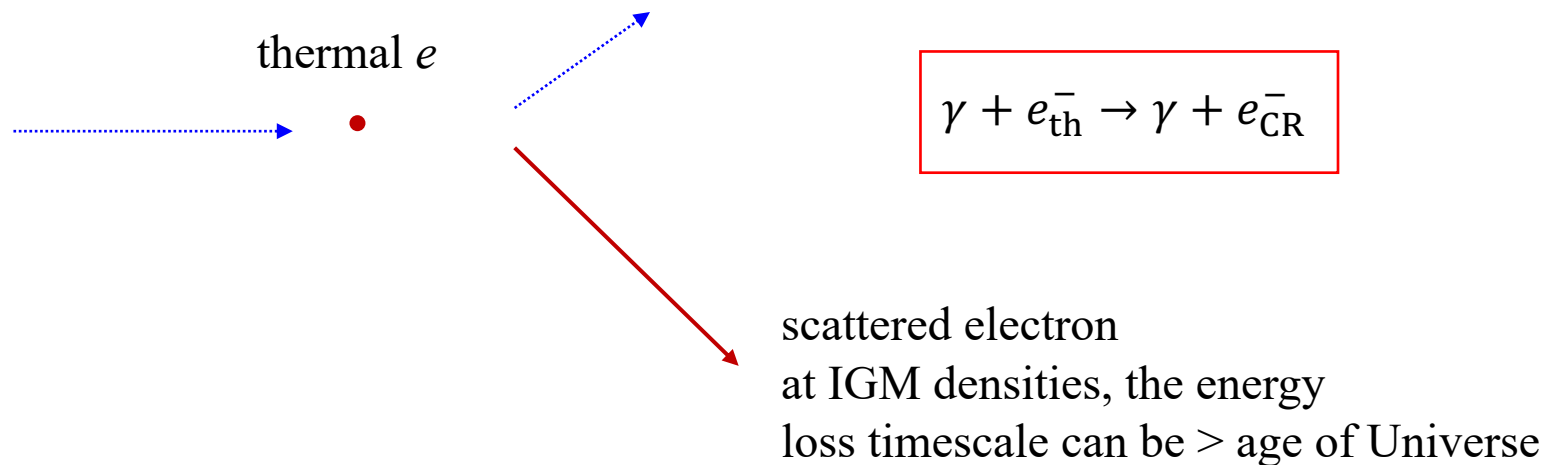 thermal e
γ + e⁻ₜₕ → γ + e⁻CR
scattered electron
at IGM densities, the energy
loss timescale can be > age of Universe